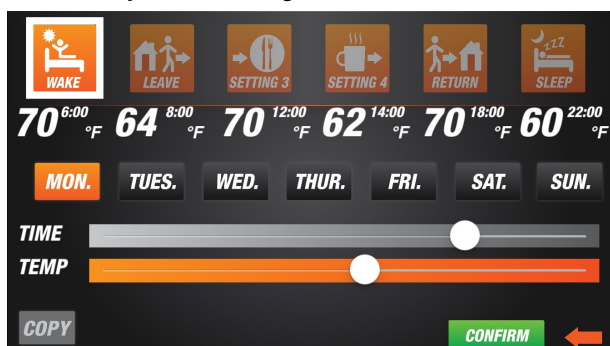 WAKE LEAVE SETTING 3 SETTING 4 RETURN zzz SLEEP
70 6:00 °F 64 8:00 °F 70 12:00 °F 62 14:00 °F 70 18:00 °F 60 22:00 °F
MON. TUES. WED. THUR. FRI. SAT. SUN.
TIME
TEMP
COPY CONFIRM